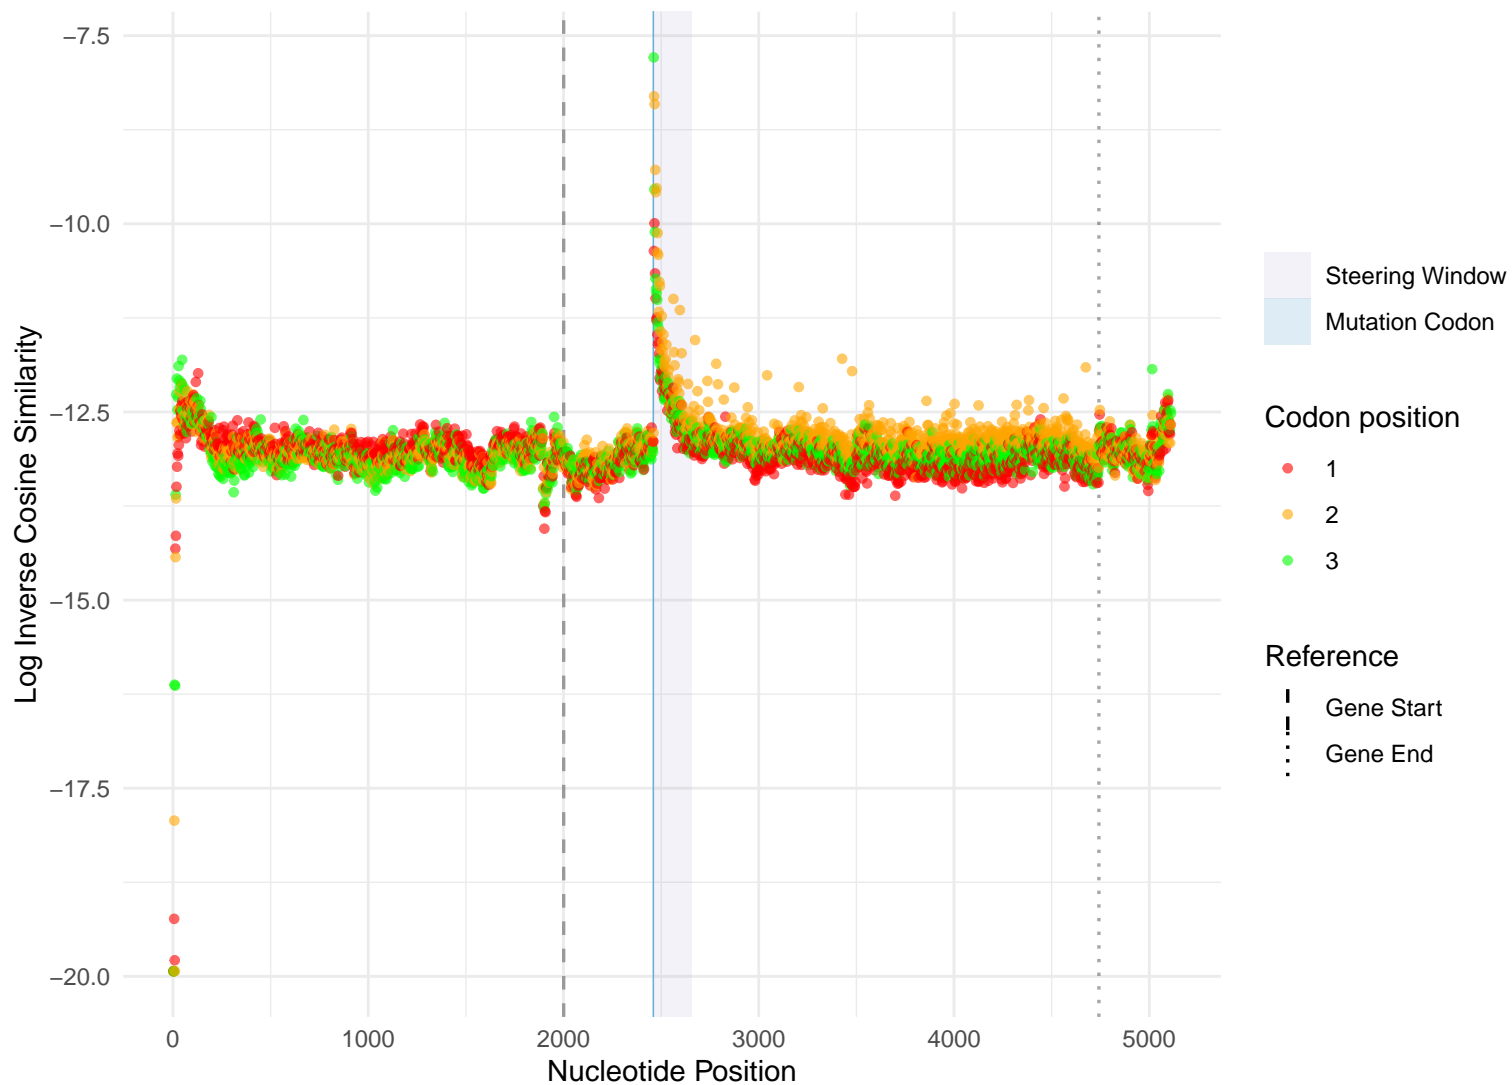 −7.5
−10.0
−12.5
−15.0
−17.5
−20.0
Log Inverse Cosine Similarity
0 1000 2000 3000 4000 5000
Nucleotide Position
Steering Window
Mutation Codon
Codon position
1
2
3
Reference
Gene Start
Gene End